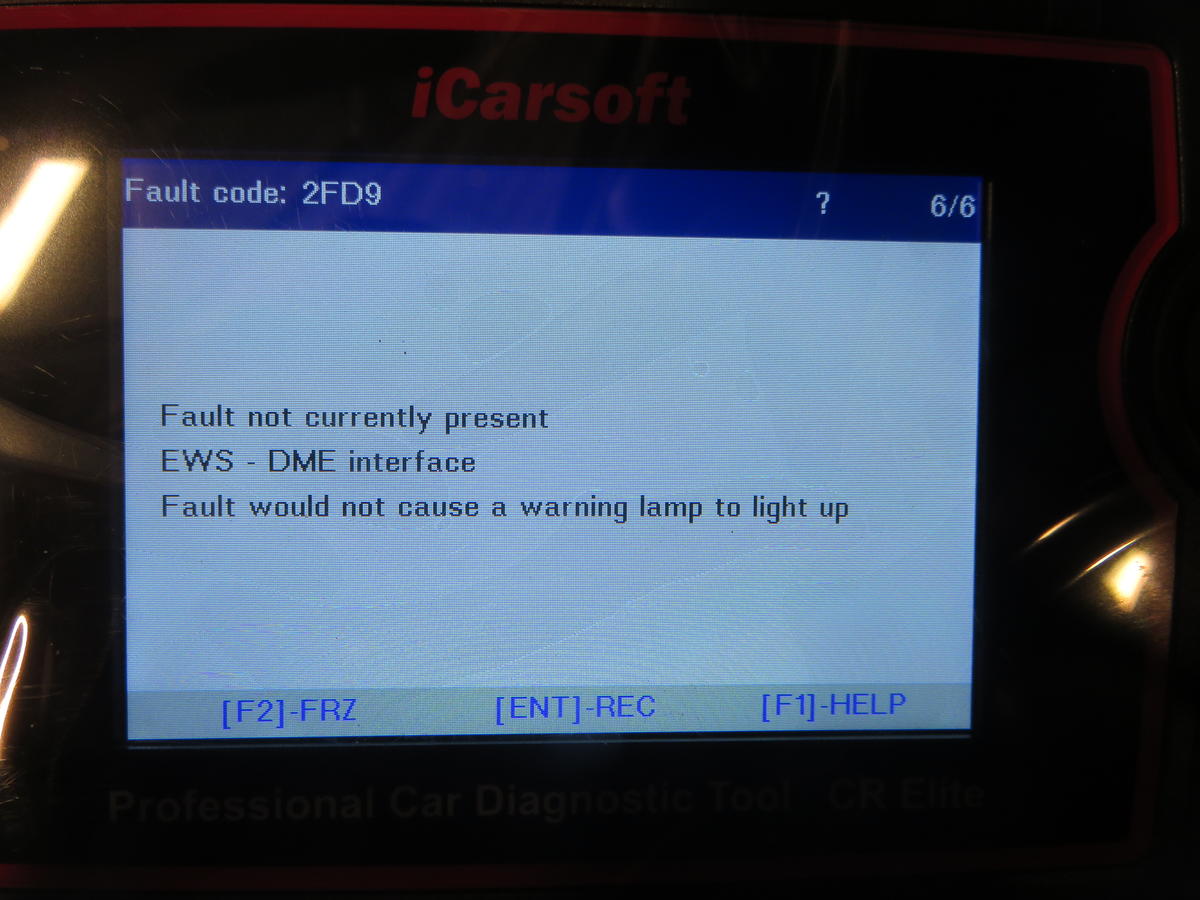 iCarsoft
Fault code: 2FD9 ? 6/6
Fault not currently present
EWS - DME interface
Fault would not cause a warning lamp to light up
[F2]-FRZ [ENT]-REC [F1]-HELP
Professional Car Diagnostic Tool CR Elite